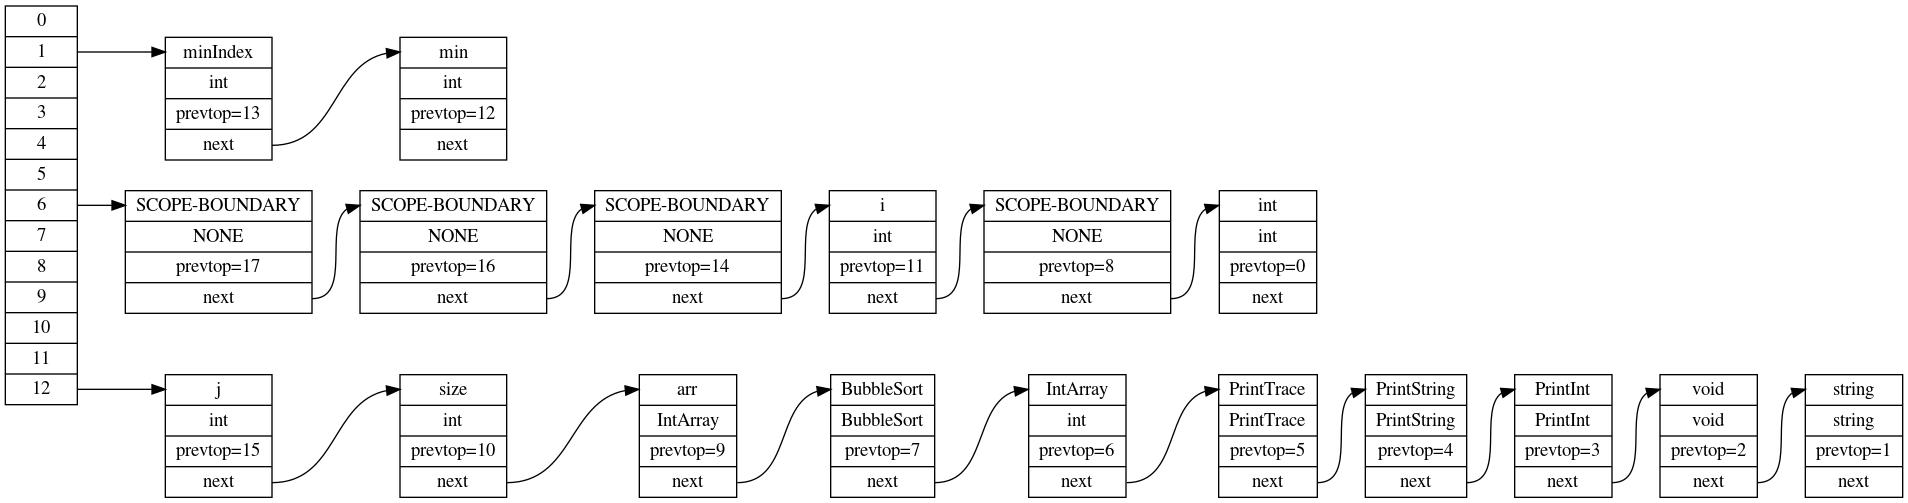 0
1
2
3
4
5
6
7
8
9
10
11
12
minIndex
int
prevtop=13
next
min
int
prevtop=12
next
SCOPE-BOUNDARY
NONE
prevtop=17
next
SCOPE-BOUNDARY
NONE
prevtop=16
next
SCOPE-BOUNDARY
NONE
prevtop=14
next
i
int
prevtop=11
next
SCOPE-BOUNDARY
NONE
prevtop=8
next
int
int
prevtop=0
next
j
int
prevtop=15
next
size
int
prevtop=10
next
arr
IntArray
prevtop=9
next
BubbleSort
BubbleSort
prevtop=7
next
IntArray
int
prevtop=6
next
PrintTrace
PrintTrace
prevtop=5
next
PrintString
PrintString
prevtop=4
next
PrintInt
PrintInt
prevtop=3
next
void
void
prevtop=2
next
string
string
prevtop=1
next